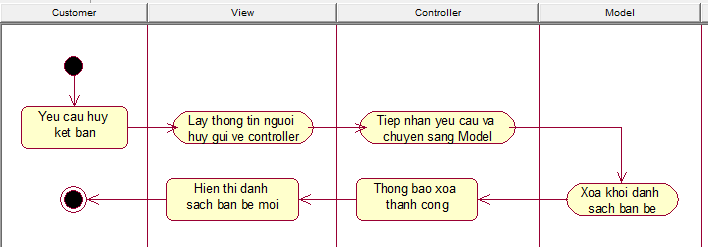 Customer
View
Controller
Model
Yeu cau huy
ket ban
Lay thong tin nguoi
huy gui ve controller
Tiep nhan yeu cau va
chuyen sang Model
Xoa khoi danh
sach ban be
Thong bao xoa
thanh cong
Hien thi danh
sach ban be moi